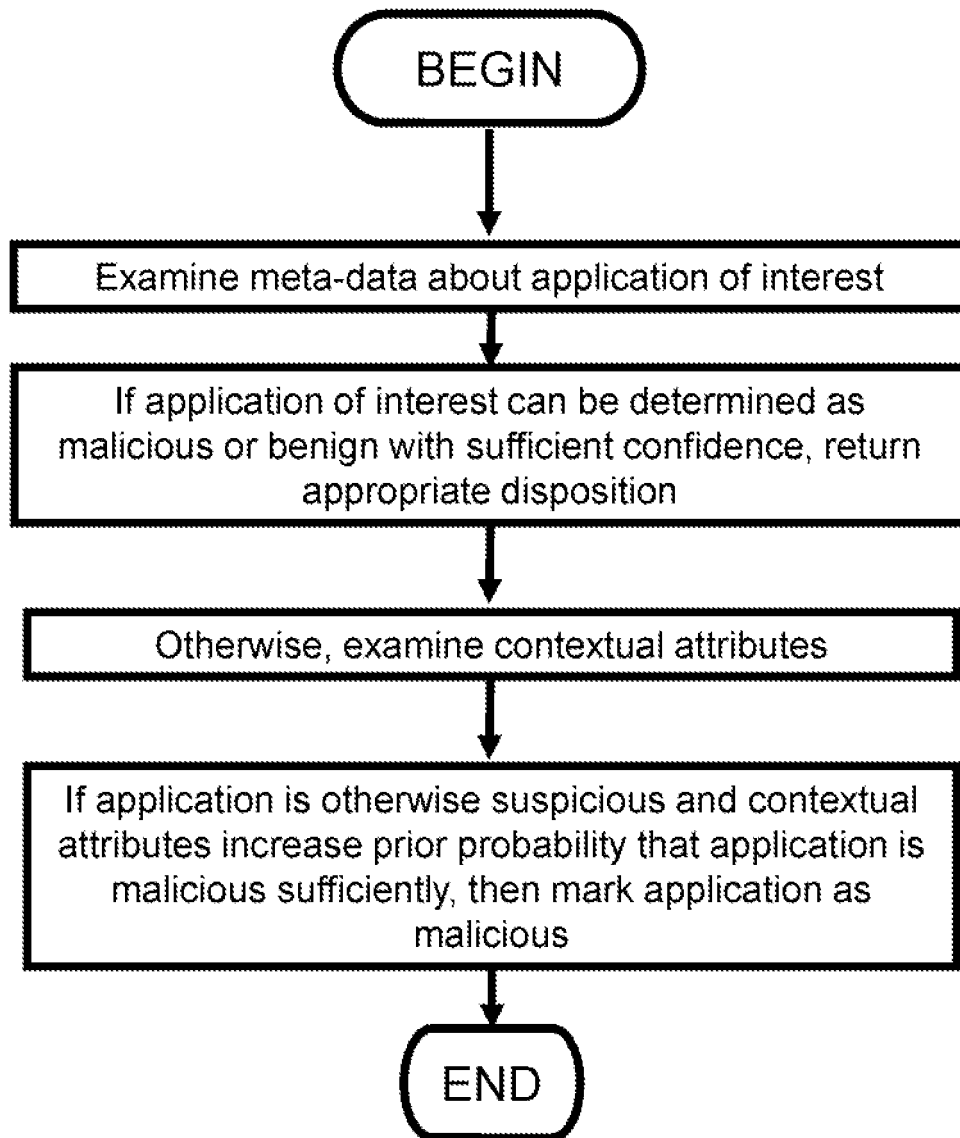 BEGIN
Examine meta-data about application of interest
If application of interest can be determined as
malicious or benign with sufficient confidence, return
appropriate disposition
Otherwise, examine contextual attributes
If application is otherwise suspicious and contextual
attributes increase prior probability that application is
malicious sufficiently, then mark application as
malicious
END